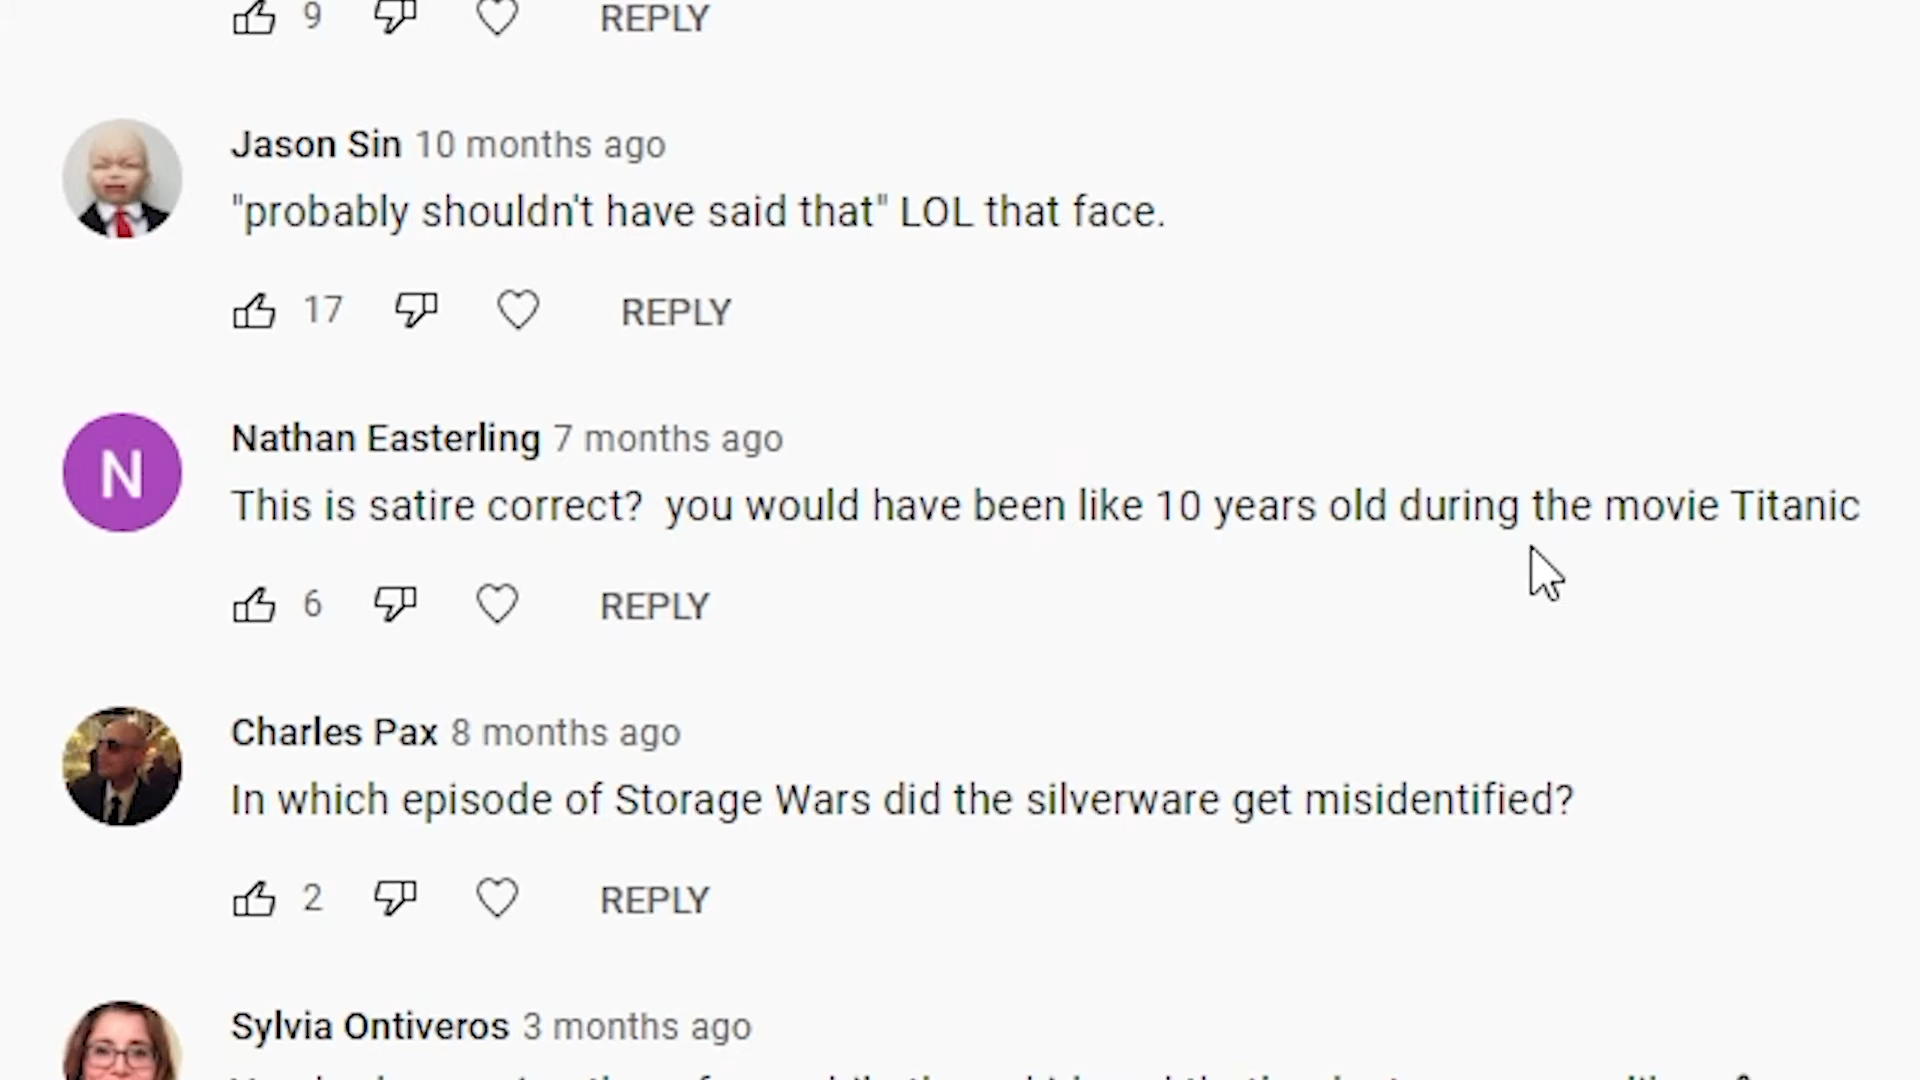 9 REPLY
Jason Sin 10 months ago
"probably shouldn't have said that" LOL that face.
17 REPLY
N
Nathan Easterling 7 months ago
This is satire correct?  you would have been like 10 years old during the movie Titanic
6 REPLY
Charles Pax 8 months ago
In which episode of Storage Wars did the silverware get misidentified?
2 REPLY
Sylvia Ontiveros 3 months ago